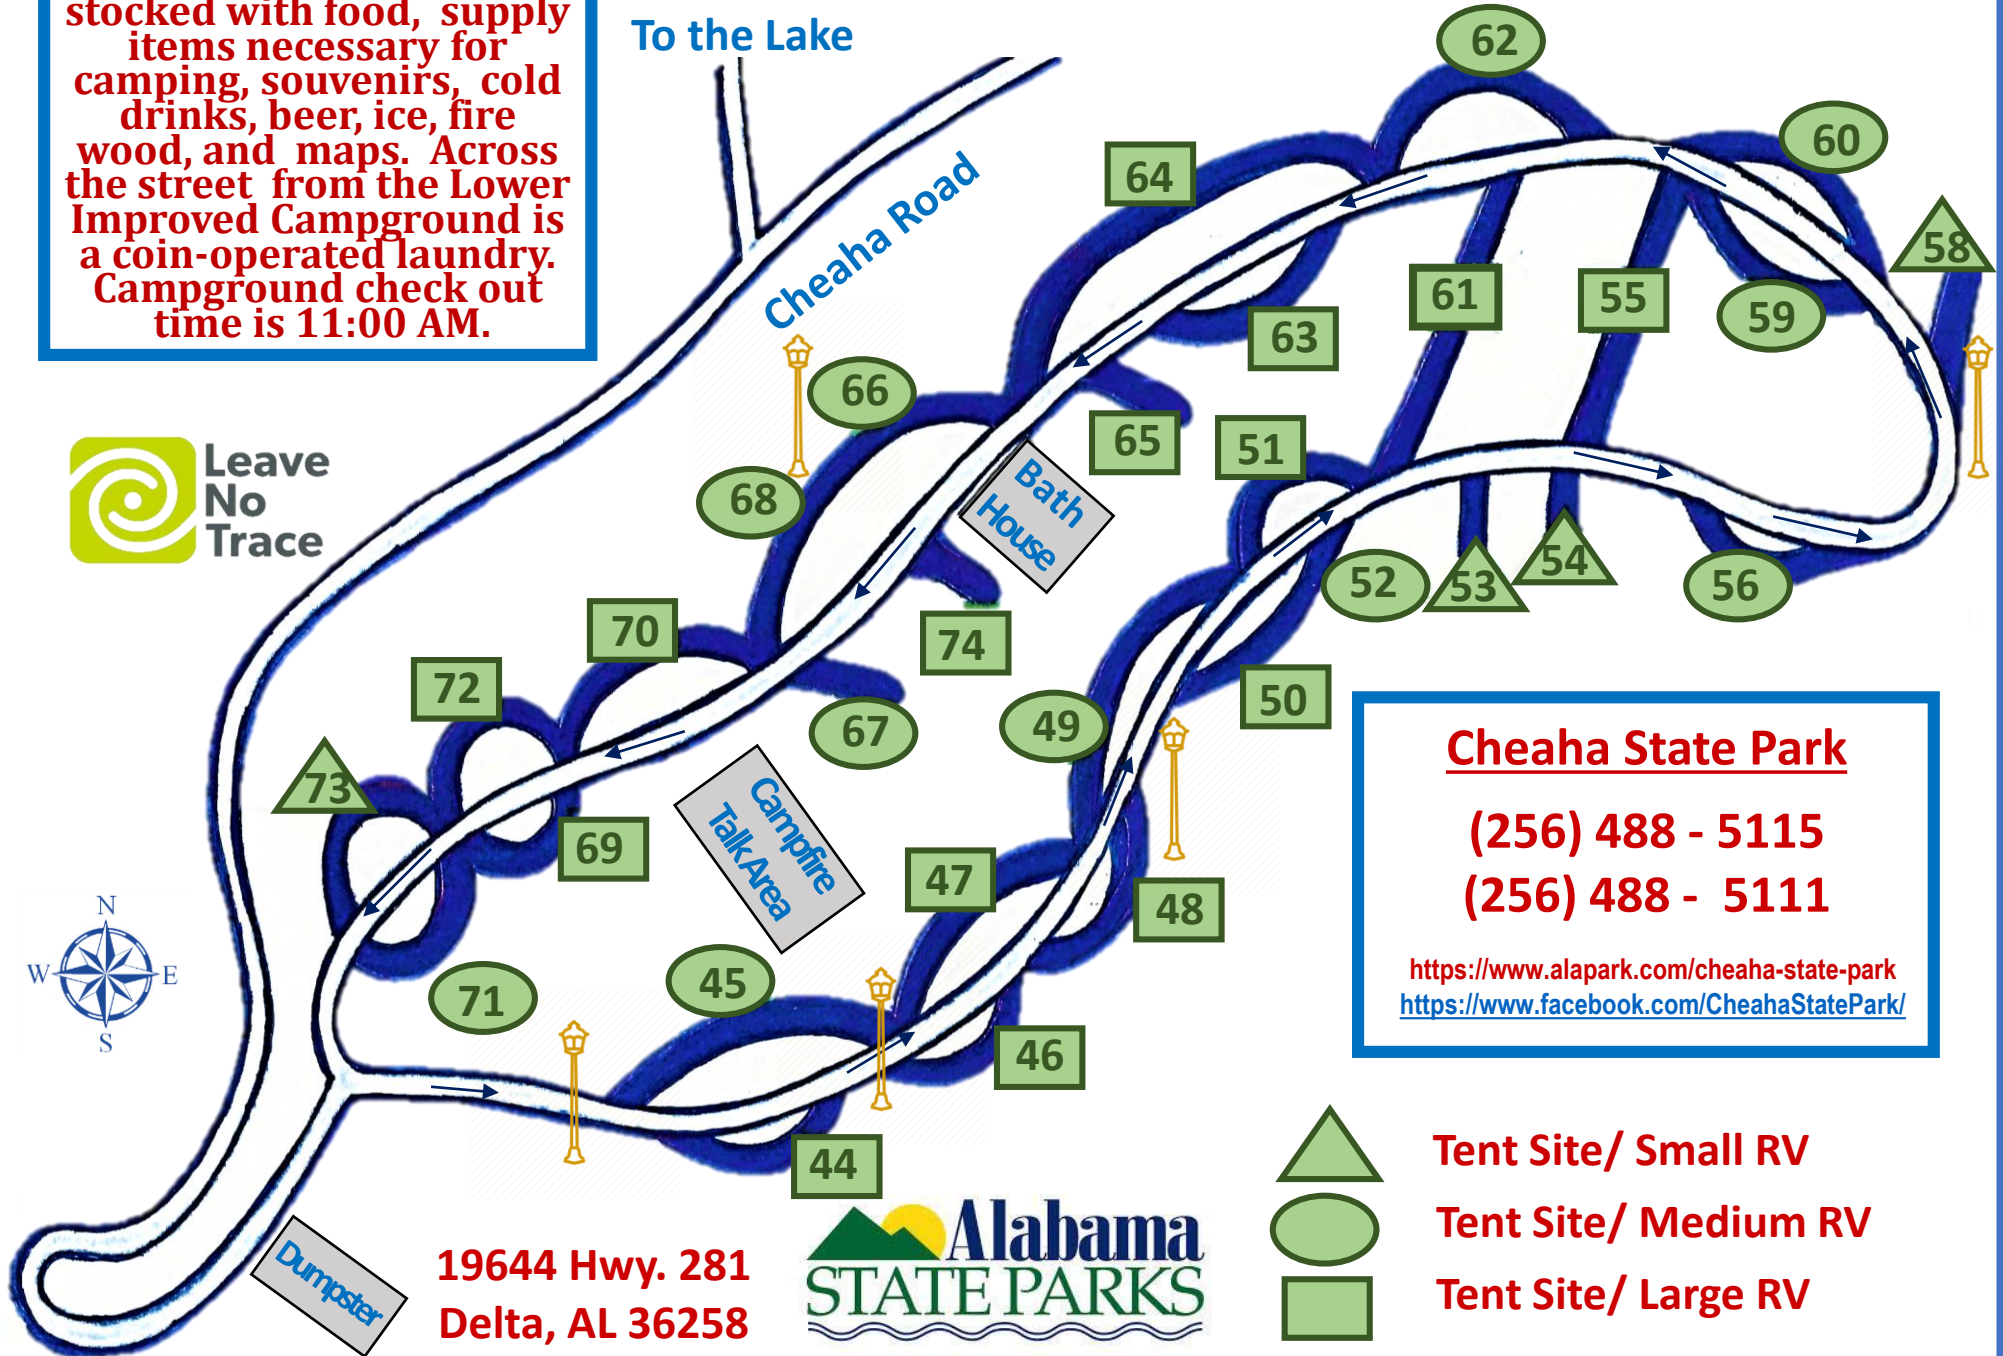 stocked with food, supply
items necessary for
camping, souvenirs, cold
drinks, beer, ice, fire
wood, and maps. Across
the street from the Lower
Improved Campground is
a coin-operated laundry.
Campground check out
time is 11:00 AM.
To the Lake
Cheaha Road
62
60
64
58
61
55
59
63
66
65
51
68
Bath
House
Leave
No
Trace
54
53
52
56
70
74
72
50
49
67
73
Campfire
Talk Area
69
47
48
45
71
46
44
N
W
E
S
Cheaha State Park
(256) 488 - 5115
(256) 488 - 5111
https://www.alapark.com/cheaha-state-park
https://www.facebook.com/CheahaStatePark/
Tent Site/ Small RV
Tent Site/ Medium RV
Tent Site/ Large RV
Dumpster
19644 Hwy. 281
Delta, AL 36258
Alabama
STATE PARKS